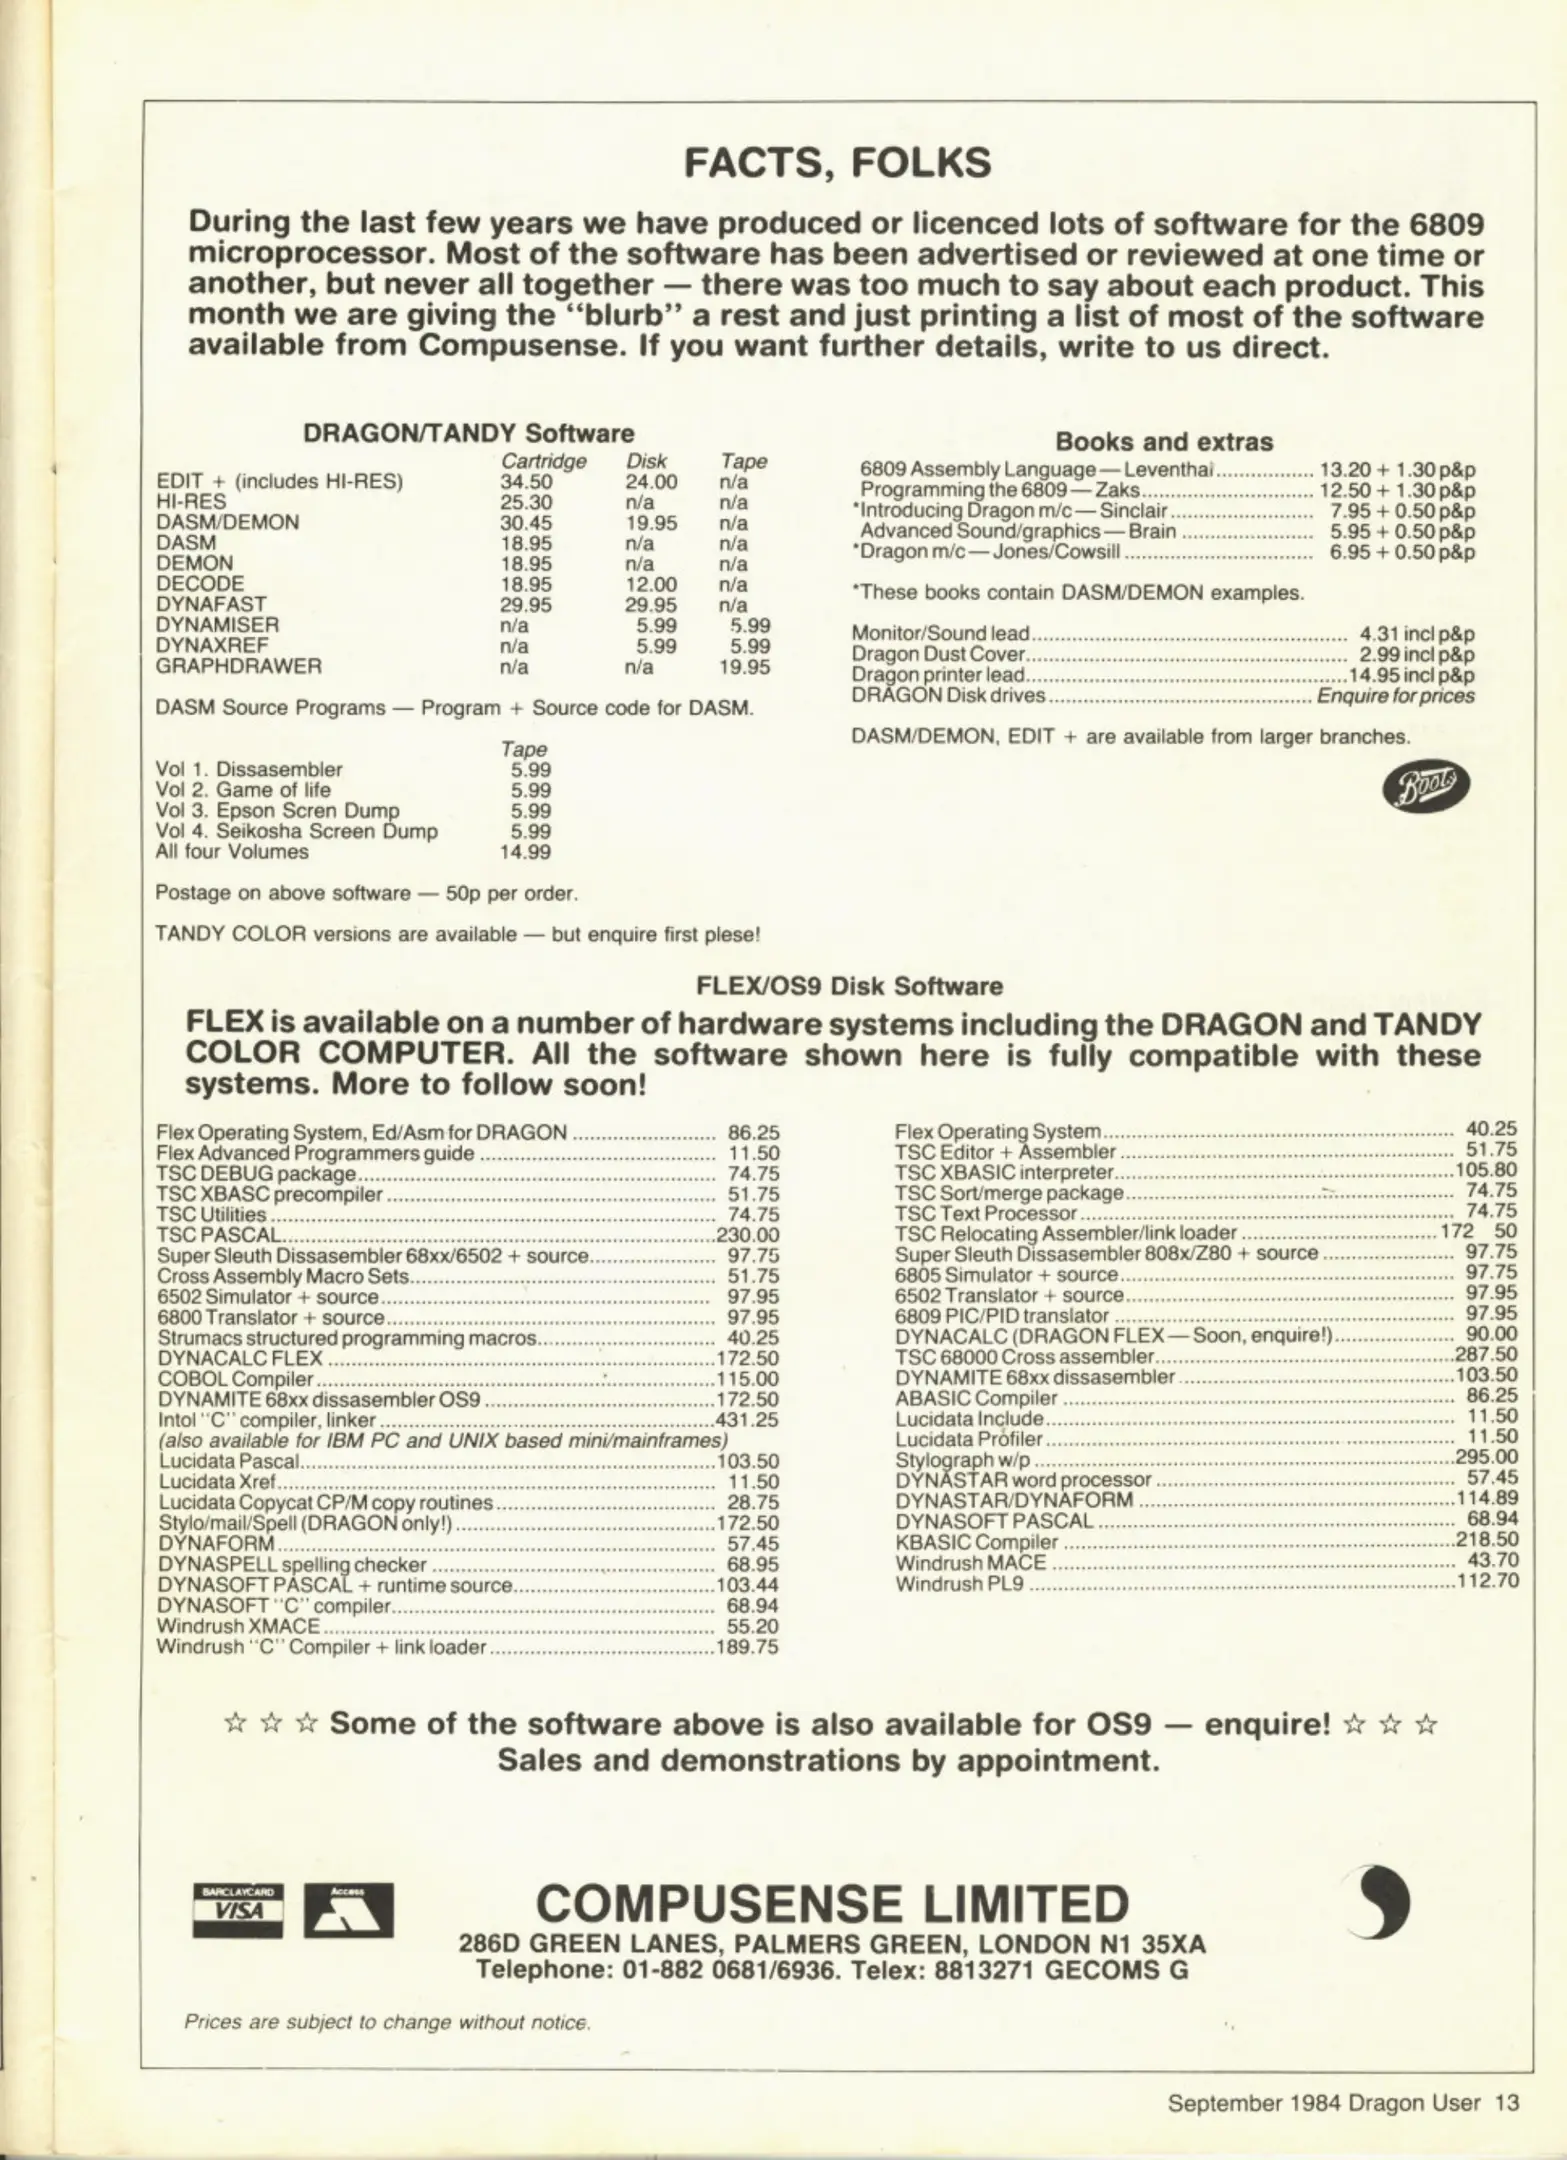 FACTS, FOLKS
During the last few years we have produced or licenced lots of software for the 6809
microprocessor. Most of the software has been advertised or reviewed at one time or
another, but never all together — there was too much to say about each product. This
month we are giving the “blurb” a rest and just printing a list of most of the software
available from Compusense. If you want further details, write to us direct.
DRAGON/TANDY Software
Cartridge Disk Tape
EDIT + (includes HI-RES) 34.50 24.00 n/a
HI-RES 25.30 n/a n/a
DASM/DEMON 30.45 19.95 n/a
DASM 18.95 n/a n/a
DEMON 18.95 n/a n/a
DECODE 18.95 12.00 n/a
DYNAFAST 29.95 29.95 n/a
DYNAMISER n/a 5.99 5.99
DYNAXREF n/a 5.99 5.99
GRAPHDRAWER n/a n/a 19.95
DASM Source Programs — Program + Source code for DASM.
Tape
Vol 1. Dissasembler 5.99
Vol 2. Game of life 5.99
Vol 3. Epson Scren Dump 5.99
Vol 4. Seikosha Screen Dump 5.99
All four Volumes 14.99
Postage on above software — 50p per order.
TANDY COLOR versions are available — but enquire first plese!
Books and extras
6809 Assembly Language — Leventhal ................. 13.20 + 1.30 p&p
Programming the 6809 — Zaks ............................. 12.50 + 1.30 p&p
*Introducing Dragon m/c — Sinclair ......................... 7.95 + 0.50 p&p
Advanced Sound/graphics — Brain ....................... 5.95 + 0.50 p&p
*Dragon m/c — Jones/Cowsill ................................ 6.95 + 0.50 p&p
*These books contain DASM/DEMON examples.
Monitor/Sound lead ...................................................... 4.31 incl p&p
Dragon Dust Cover ....................................................... 2.99 incl p&p
Dragon printer lead ....................................................... 14.95 incl p&p
DRAGON Disk drives ............................................. Enquire for prices
DASM/DEMON, EDIT + are available from larger branches.
Boots
FLEX/OS9 Disk Software
FLEX is available on a number of hardware systems including the DRAGON and TANDY
COLOR COMPUTER. All the software shown here is fully compatible with these
systems. More to follow soon!
Flex Operating System, Ed/Asm for DRAGON ......................... 86.25
Flex Advanced Programmers guide ........................................ 11.50
TSC DEBUG package ............................................................. 74.75
TSC XBASC precompiler ........................................................ 51.75
TSC Utilities ............................................................................ 74.75
TSC PASCAL .......................................................................... 230.00
Super Sleuth Dissasembler 68xx/6502 + source ...................... 97.75
Cross Assembly Macro Sets .................................................... 51.75
6502 Simulator + source ......................................................... 97.95
6800 Translator + source ........................................................ 97.95
Strumacs structured programming macros ............................... 40.25
DYNACALC FLEX .................................................................. 172.50
COBOL Compiler .................................................................... 115.00
DYNAMITE 68xx dissasembler OS9 ........................................ 172.50
Intol “C” compiler, linker .......................................................... 431.25
(also available for IBM PC and UNIX based mini/mainframes)
Lucidata Pascal ....................................................................... 103.50
Lucidata Xref ........................................................................... 11.50
Lucidata Copycat CP/M copy routines ..................................... 28.75
Stylo/mail/Spell (DRAGON only!) ............................................. 172.50
DYNAFORM ........................................................................... 57.45
DYNASPELL spelling checker ................................................. 68.95
DYNASOFT PASCAL + runtime source ................................... 103.44
DYNASOFT “C” compiler ........................................................ 68.94
Windrush XMACE ................................................................... 55.20
Windrush “C” Compiler + link loader ....................................... 189.75
Flex Operating System ............................................................ 40.25
TSC Editor + Assembler ......................................................... 51.75
TSC XBASIC interpreter .......................................................... 105.80
TSC Sort/merge package ........................................................ 74.75
TSC Text Processor ................................................................ 74.75
TSC Relocating Assembler/link loader .................................. 172 50
Super Sleuth Dissasembler 808x/Z80 + source ....................... 97.75
6805 Simulator + source ......................................................... 97.75
6502 Translator + source ........................................................ 97.95
6809 PIC/PID translator .......................................................... 97.95
DYNACALC (DRAGON FLEX — Soon, enquire!) ..................... 90.00
TSC 68000 Cross assembler ................................................... 287.50
DYNAMITE 68xx dissasembler ............................................... 103.50
ABASIC Compiler ................................................................... 86.25
Lucidata Include ...................................................................... 11.50
Lucidata Profiler ...................................................................... 11.50
Stylograph w/p ........................................................................ 295.00
DYNASTAR word processor ................................................... 57.45
DYNASTAR/DYNAFORM ...................................................... 114.89
DYNASOFT PASCAL ............................................................. 68.94
KBASIC Compiler ................................................................... 218.50
Windrush MACE ..................................................................... 43.70
Windrush PL9 ......................................................................... 112.70
☆ ☆ ☆ Some of the software above is also available for OS9 — enquire! ☆ ☆ ☆
Sales and demonstrations by appointment.
BARCLAYCARD
VISA
Access
COMPUSENSE LIMITED
286D GREEN LANES, PALMERS GREEN, LONDON N1 35XA
Telephone: 01-882 0681/6936. Telex: 8813271 GECOMS G
Prices are subject to change without notice.
September 1984 Dragon User 13